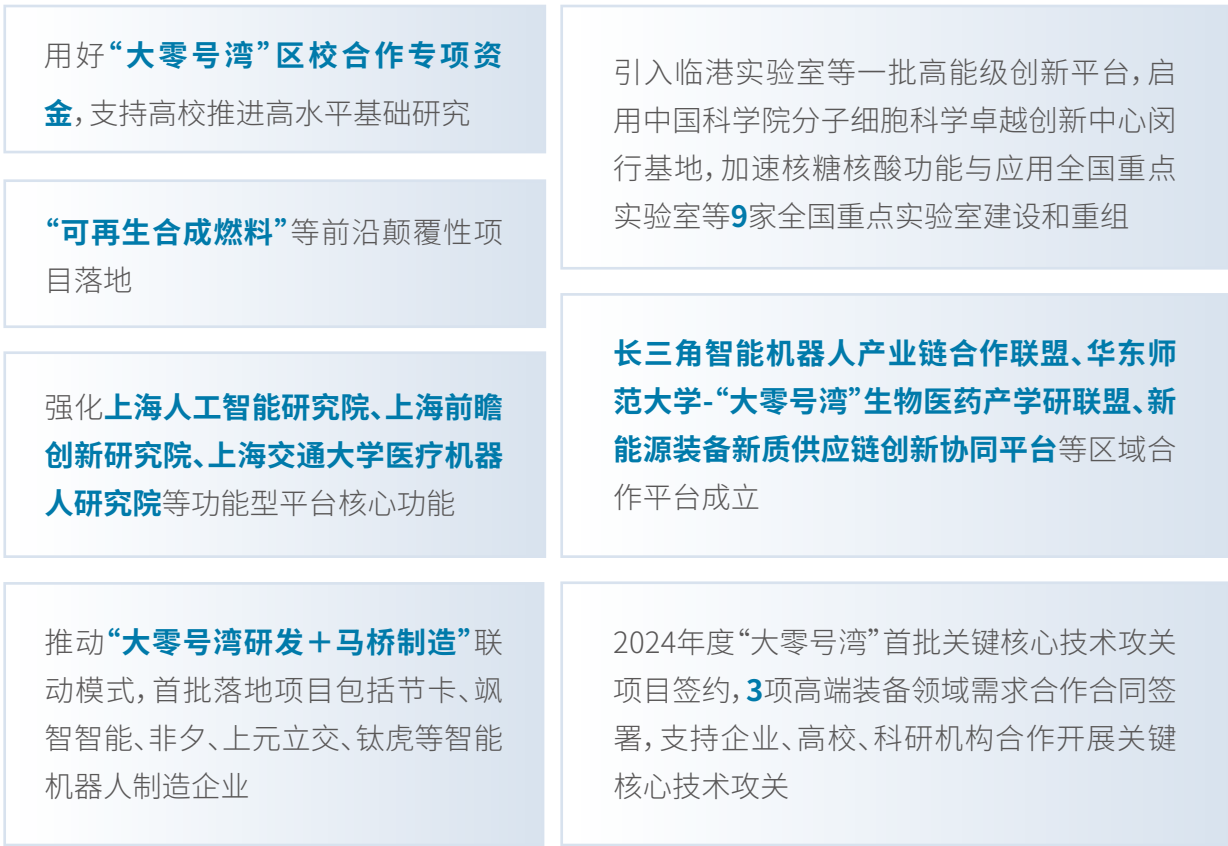 用好“大零号湾”区校合作专项资
金，支持高校推进高水平基础研究
“可再生合成燃料”等前沿颠覆性项
目落地
强化上海人工智能研究院、上海前瞻
创新研究院、上海交通大学医疗机器
人研究院等功能型平台核心功能
推动“大零号湾研发＋马桥制造”联
动模式，首批落地项目包括节卡、飒
智智能、非夕、上元立交、钛虎等智能
机器人制造企业
引入临港实验室等一批高能级创新平台，启
用中国科学院分子细胞科学卓越创新中心闵
行基地，加速核糖核酸功能与应用全国重点
实验室等9家全国重点实验室建设和重组
长三角智能机器人产业链合作联盟、华东师
范大学-“大零号湾”生物医药产学研联盟、新
能源装备新质供应链创新协同平台等区域合
作平台成立
2024年度“大零号湾”首批关键核心技术攻关
项目签约，3项高端装备领域需求合作合同签
署，支持企业、高校、科研机构合作开展关键
核心技术攻关